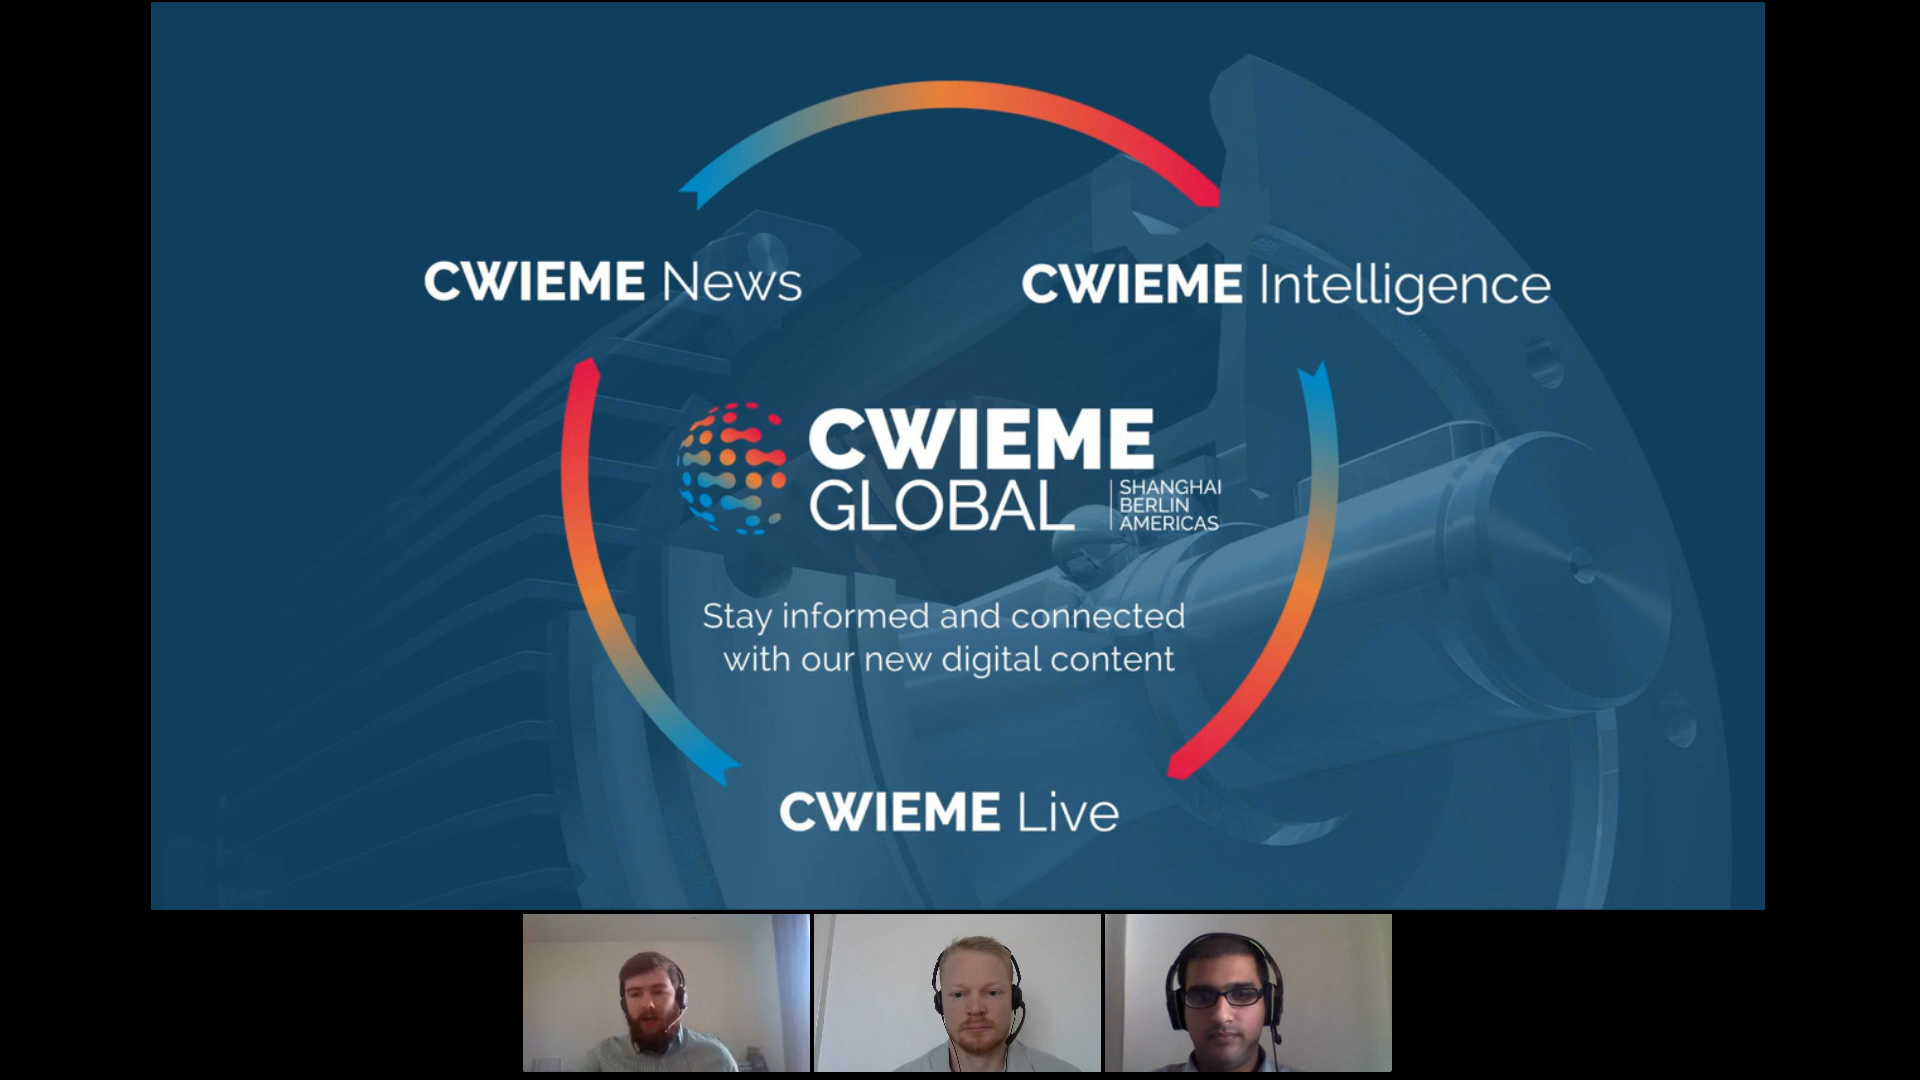 CWIEME News
CWIEME Intelligence
CWIEME
GLOBAL
SHANGHAI
BERLIN
AMERICAS
Stay informed and connected
with our new digital content
CWIEME Live